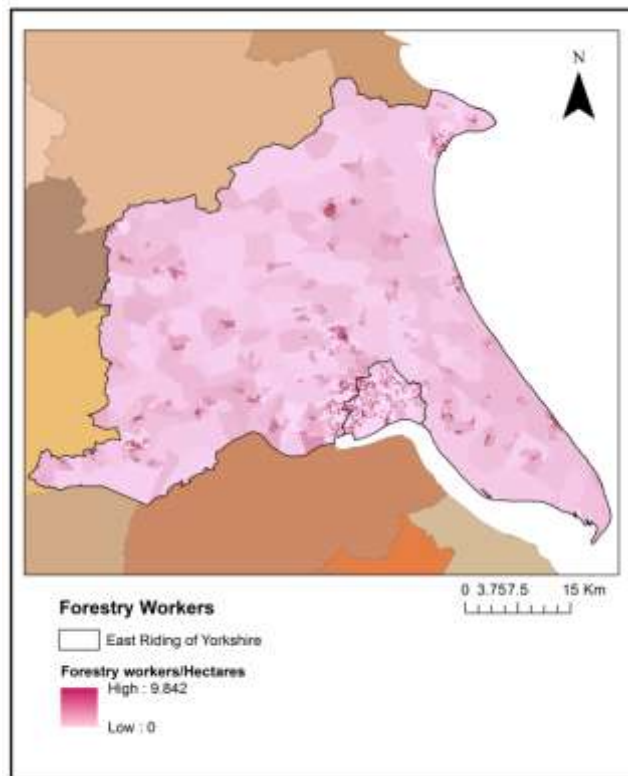 N
0 3.757.5 15 Km
Forestry Workers
East Riding of Yorkshire
Forestry workers/Hectares
High : 9.842
Low : 0